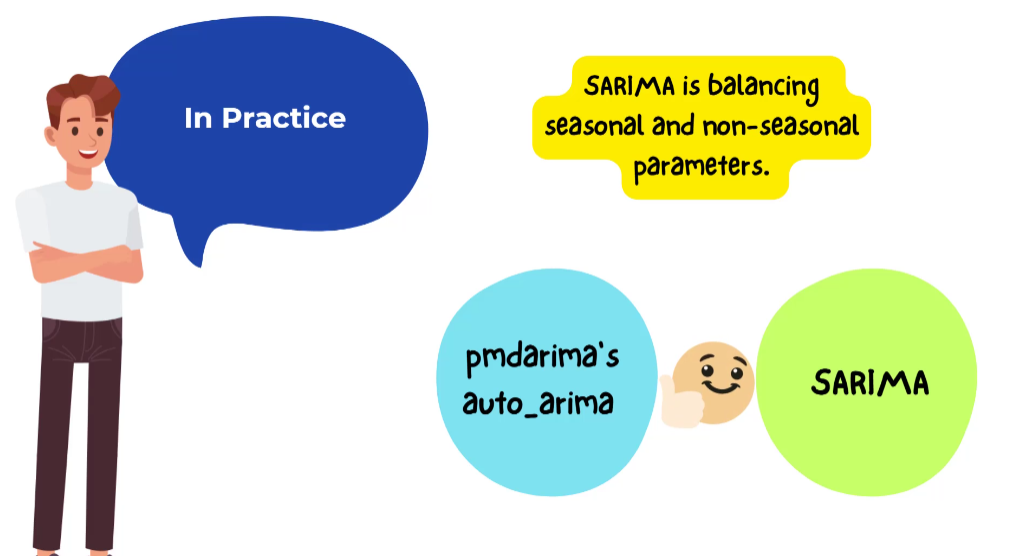 In Practice
SARIMA is balancing
seasonal and non-seasonal
parameters.
pmdarima's
auto_arima
SARIMA